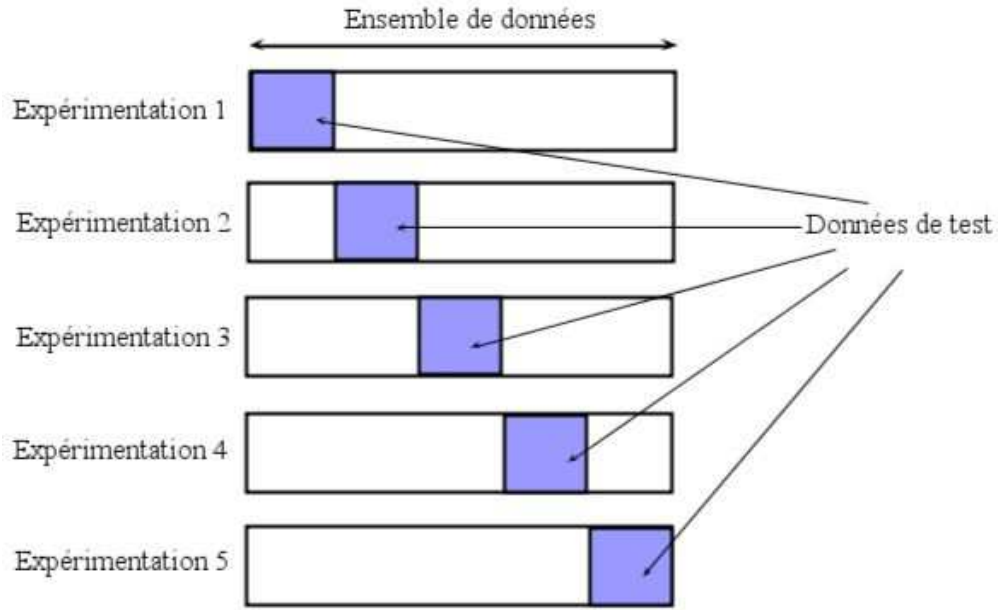 Ensemble de données
Expérimentation 1
Expérimentation 2
Données de test
Expérimentation 3
Expérimentation 4
Expérimentation 5